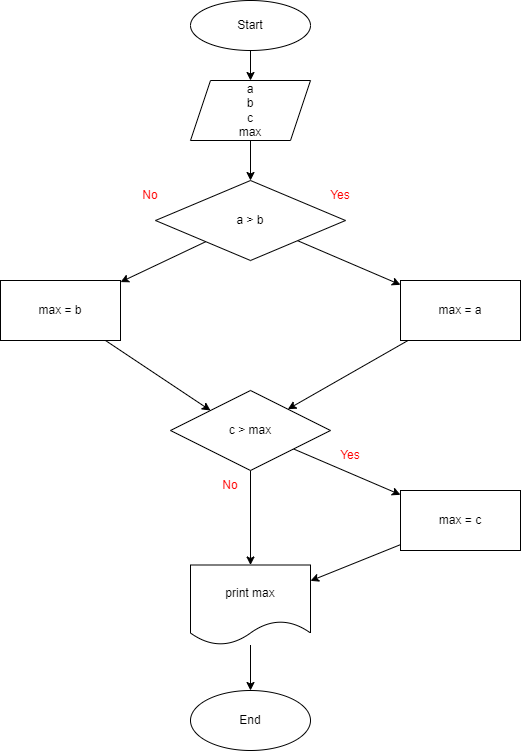 Start
a
b
c
max
No
Yes
a > b
max = b
max = a
c > max
Yes
No
max = c
print max
End